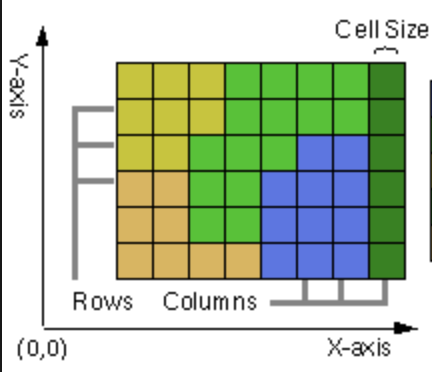 Cell Size
Y-axis
Rows
Columns
(0,0)
X-axis